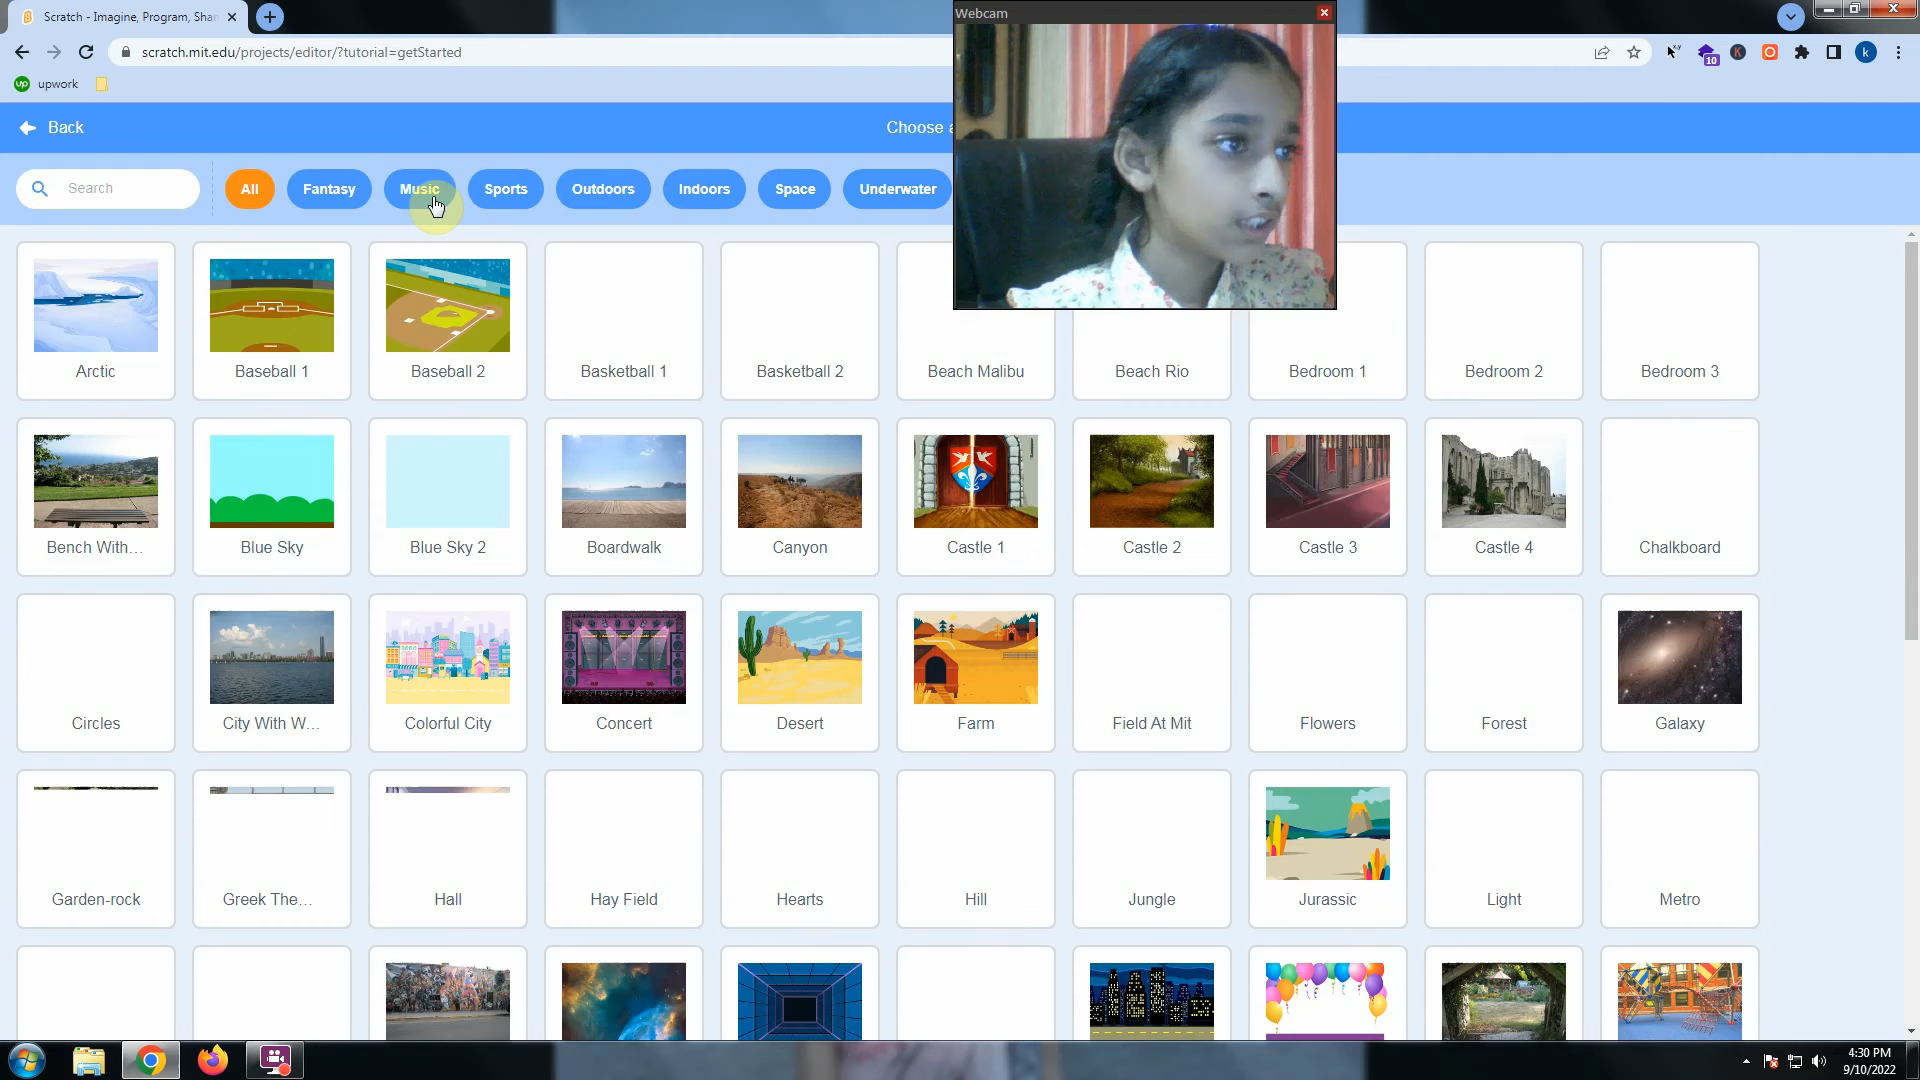 Scratch - Imagine, Program, Shar
Webcam
scratch.mit.edu/projects/editor/?tutorial=getStarted
10
K
k
up upwork
Back
Choose a
Search
All
Fantasy
Music
Sports
Outdoors
Indoors
Space
Underwater
Arctic
Baseball 1
Baseball 2
Basketball 1
Basketball 2
Beach Malibu
Beach Rio
Bedroom 1
Bedroom 2
Bedroom 3
Bench With...
Blue Sky
Blue Sky 2
Boardwalk
Canyon
Castle 1
Castle 2
Castle 3
Castle 4
Chalkboard
Circles
City With W...
Colorful City
Concert
Desert
Farm
Field At Mit
Flowers
Forest
Galaxy
Garden-rock
Greek The...
Hall
Hay Field
Hearts
Hill
Jungle
Jurassic
Light
Metro
4:30 PM
9/10/2022